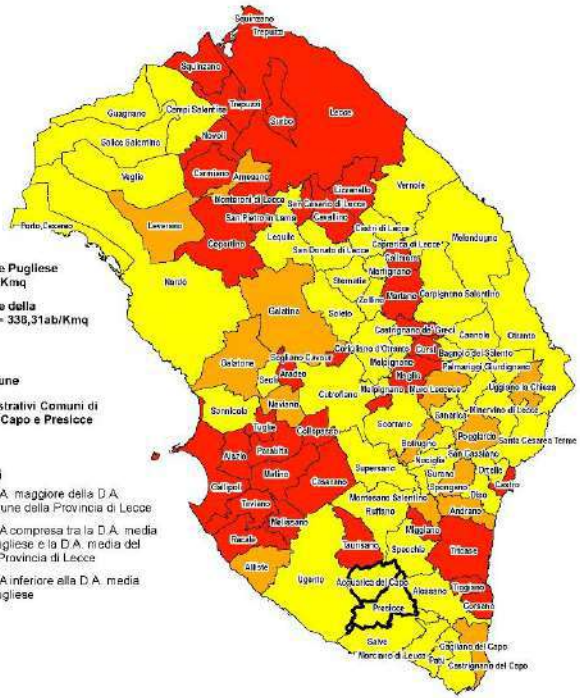 Squinzano
Trepuzzi
Squinzano
Campi Salentina
Trepuzzi
Lecce
Guagnano
Surbo
Salice Salentino
Novoli
Carmiano
Arnesano
Veglie
Lizzanello
Vernole
Monteroni di Lecce
San Cesario di Lecce
San Pietro in Lama
Cavallino
Porto Cesareo
Leverano
Copertino
Lequile
Castri di Lecce
Melendugno
San Donato di Lecce
Caprarica di Lecce
Calimera
Nardò
Martignano
Sternatia
Martano
Carpignano Salentino
Zollino
Galatina
Soleto
Castrignano de' Greci
Cannole
Otranto
Corigliano d'Otranto
Cursi
Bagnolo del Salento
Sogliano Cavour
Melpignano
Palmariggi
Giurdignano
Galatone
Aradeo
Maglie
Seclì
Cutrofiano
Melpignano
Muro Leccese
Uggiano la Chiesa
Sannicola
Neviano
Minervino di Lecce
Tuglie
Collepasso
Scorrano
Botrugno
Poggiardo
Santa Cesarea Terme
Alezio
Parabita
Nociglia
San Cassiano
Ortelle
Matino
Casarano
Supersano
Surano
Gallipoli
Spongano
Diso
Castro
Taviano
Montesano Salentino
Andrano
Melissano
Ruffano
Racale
Miggiano
Taurisano
Specchia
Tricase
Alliste
Ugento
Acquarica del Capo
Tiggiano
Presicce
Alessano
Corsano
Salve
Gagliano del Capo
Morciano di Leuca
Patù
Castrignano del Capo
e Pugliese
Kmq
e della
= 338,31ab/Kmq
une
strativi Comuni di
Capo e Presicce
A. maggiore della D.A.
une della Provincia di Lecce
A compresa tra la D.A. media
gliese e la D.A. media del
Provincia di Lecce
A inferiore alla D.A. media
ugliese